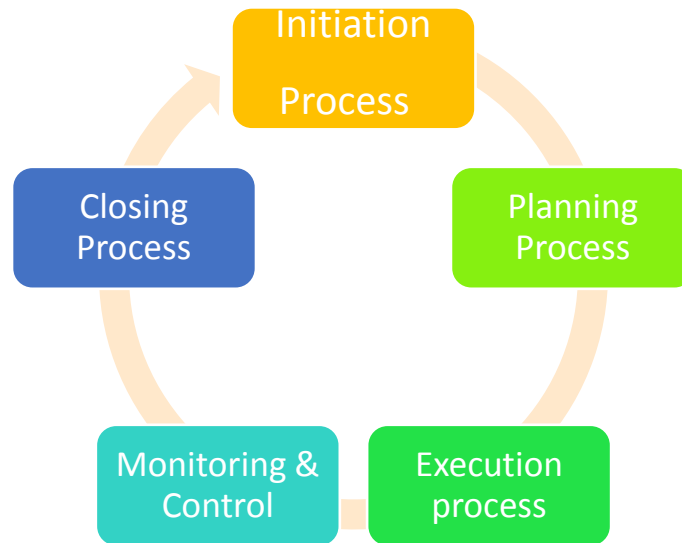 Initiation
Process
Planning
Process
Execution
process
Monitoring &
Control
Closing
Process